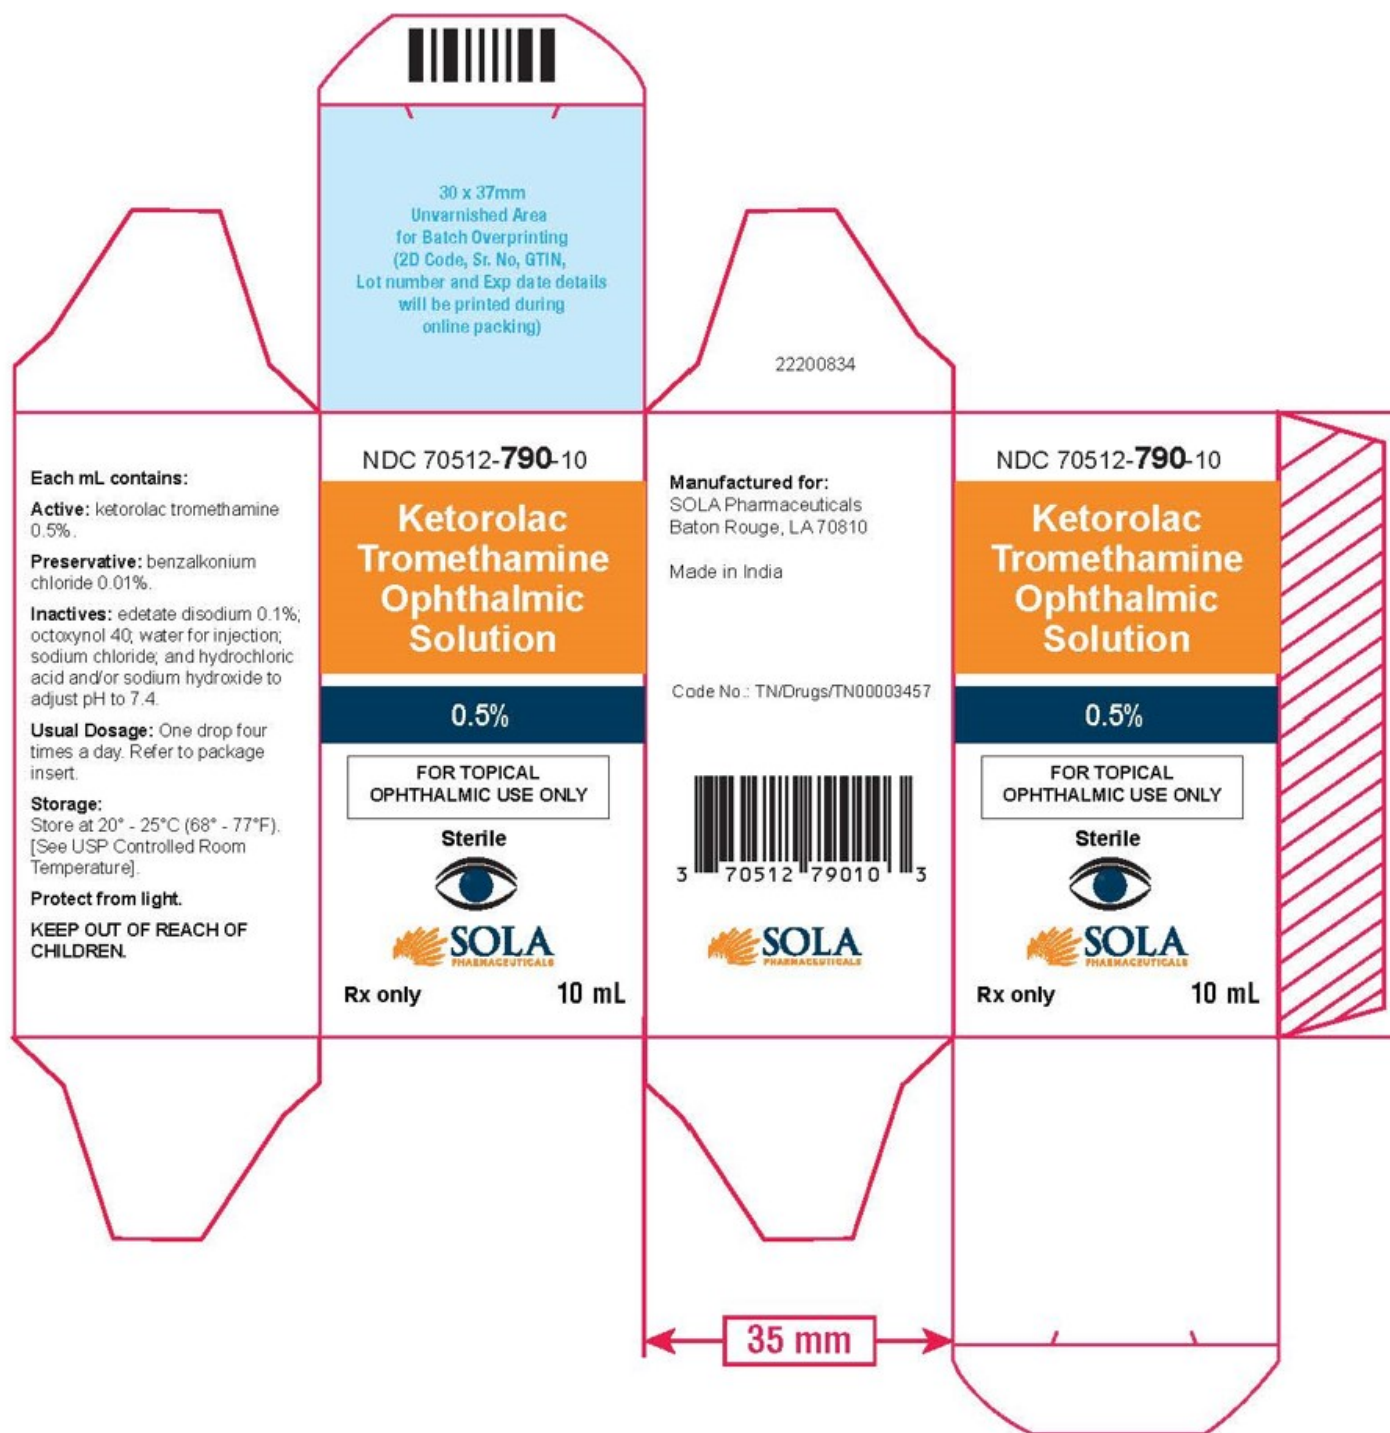 30 x 37mm
Unvarnished Area
for Batch Overprinting
(2D Code, Sr. No, GTIN,
Lot number and Exp date details
will be printed during
online packing)
22200834
Each mL contains:
Active: ketorolac tromethamine
0.5%.
Preservative: benzalkonium
chloride 0.01%.
Inactives: edetate disodium 0.1%;
octoxynol 40; water for injection;
sodium chloride; and hydrochloric
acid and/or sodium hydroxide to
adjust pH to 7.4.
Usual Dosage: One drop four
times a day. Refer to package
insert.
Storage:
Store at 20° - 25°C (68° - 77°F).
[See USP Controlled Room
Temperature].
Protect from light.
KEEP OUT OF REACH OF
CHILDREN.
NDC 70512-790-10
Ketorolac
Tromethamine
Ophthalmic
Solution
0.5%
FOR TOPICAL
OPHTHALMIC USE ONLY
Sterile
SOLA
PHARMACEUTICALS
Rx only 10 mL
Manufactured for:
SOLA Pharmaceuticals
Baton Rouge, LA 70810
Made in India
Code No.: TN/Drugs/TN00003457
3 70512 79010 3
SOLA
PHARMACEUTICALS
NDC 70512-790-10
Ketorolac
Tromethamine
Ophthalmic
Solution
0.5%
FOR TOPICAL
OPHTHALMIC USE ONLY
Sterile
SOLA
PHARMACEUTICALS
Rx only 10 mL
35 mm